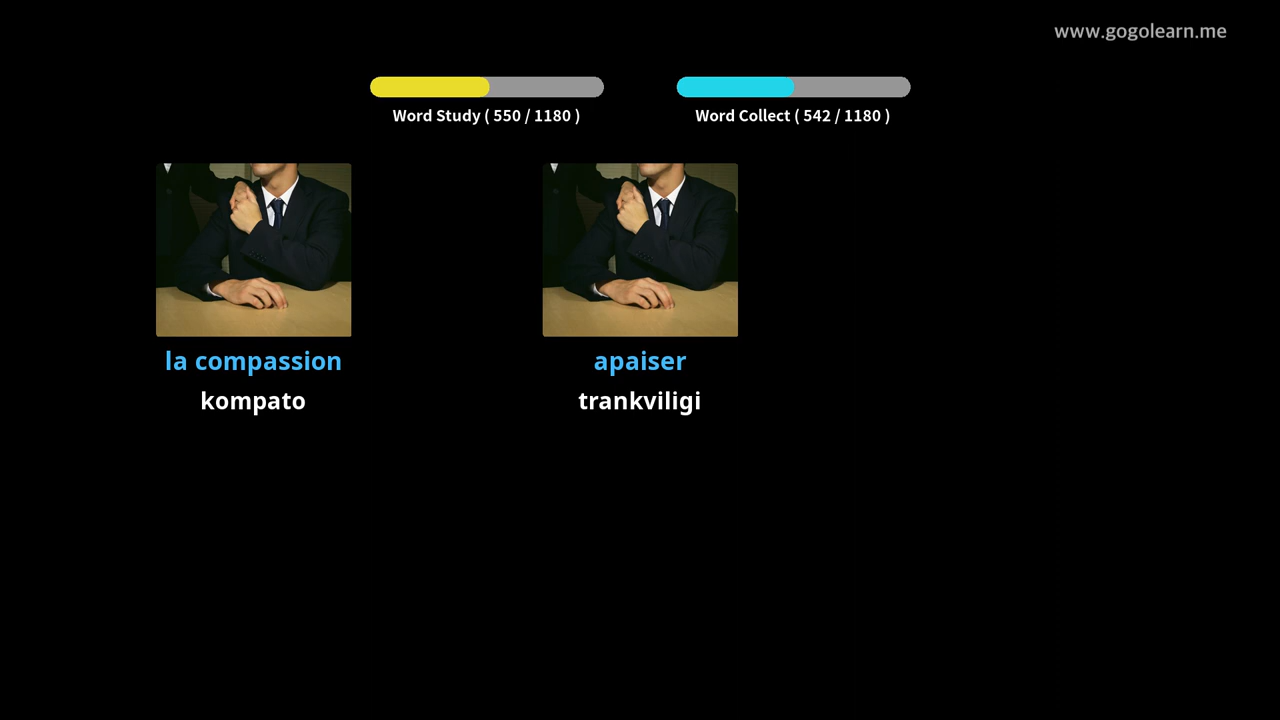 www.gogolearn.me
Word Study ( 550 / 1180 )
Word Collect ( 542 / 1180 )
la compassion
kompato
apaiser
trankviligi